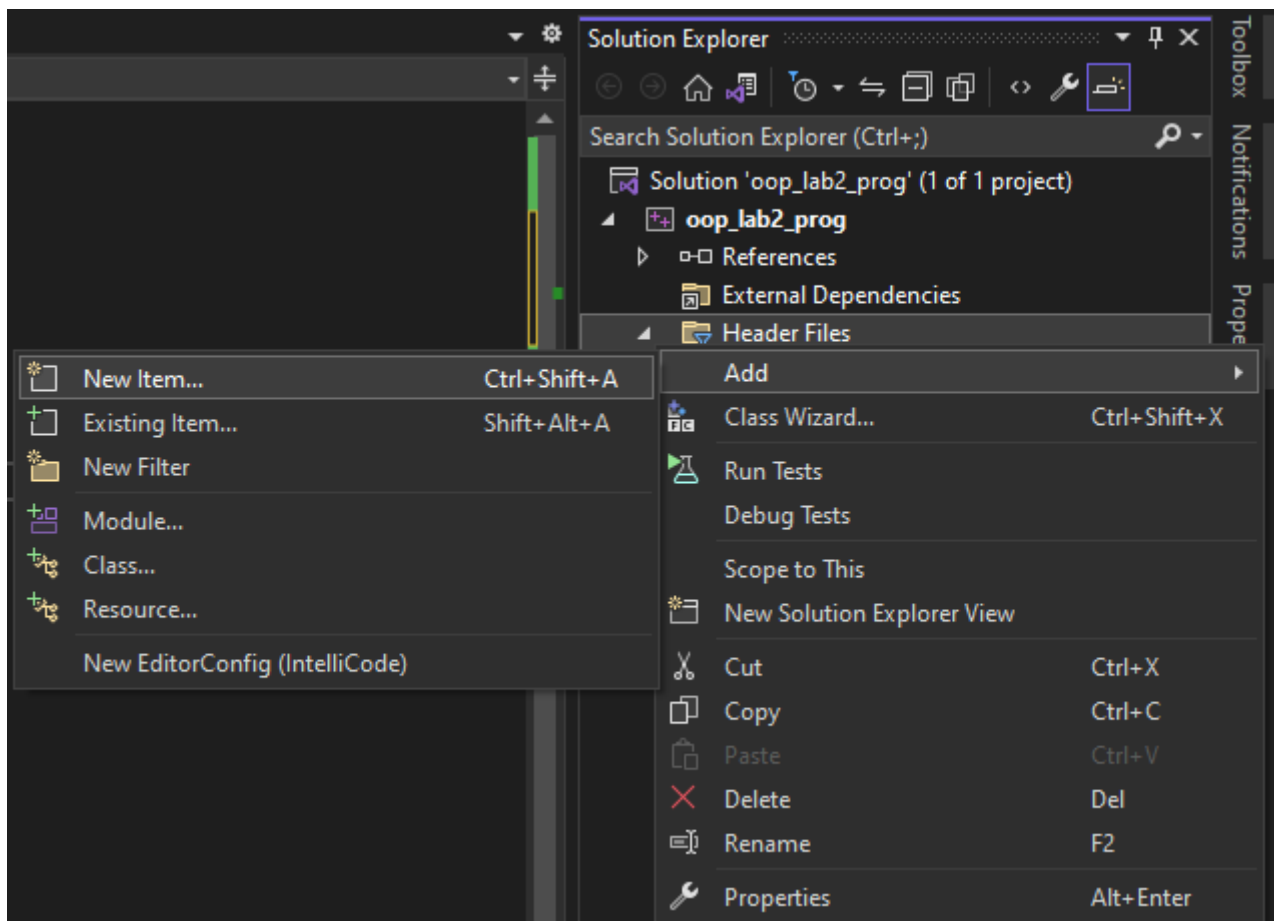 Solution Explorer
Search Solution Explorer (Ctrl+;)
Solution 'oop_lab2_prog' (1 of 1 project)
oop_lab2_prog
References
External Dependencies
Header Files
New Item... Ctrl+Shift+A
Existing Item... Shift+Alt+A
New Filter
Module...
Class...
Resource...
New EditorConfig (IntelliCode)
Add
Class Wizard... Ctrl+Shift+X
Run Tests
Debug Tests
Scope to This
New Solution Explorer View
Cut Ctrl+X
Copy Ctrl+C
Paste Ctrl+V
Delete Del
Rename F2
Properties Alt+Enter
Toolbox
Notifications
Prope